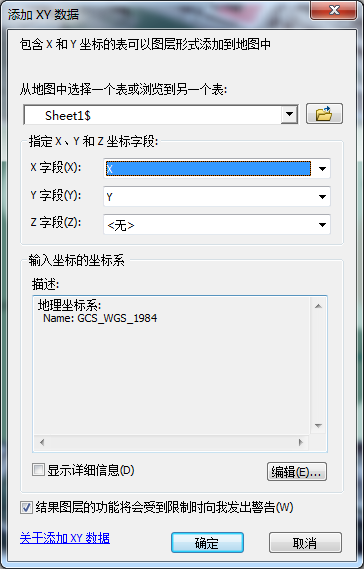 添加 XY 数据
包含 X 和 Y 坐标的表可以图层形式添加到地图中
从地图中选择一个表或浏览到另一个表:
Sheet1$
指定 X、Y 和 Z 坐标字段:
X 字段(X): X
Y 字段(Y): Y
Z 字段(Z): <无>
输入坐标的坐标系
描述:
地理坐标系:
Name: GCS_WGS_1984
显示详细信息(D) 编辑(E)...
结果图层的功能将会受到限制时向我发出警告(W)
关于添加 XY 数据 确定 取消